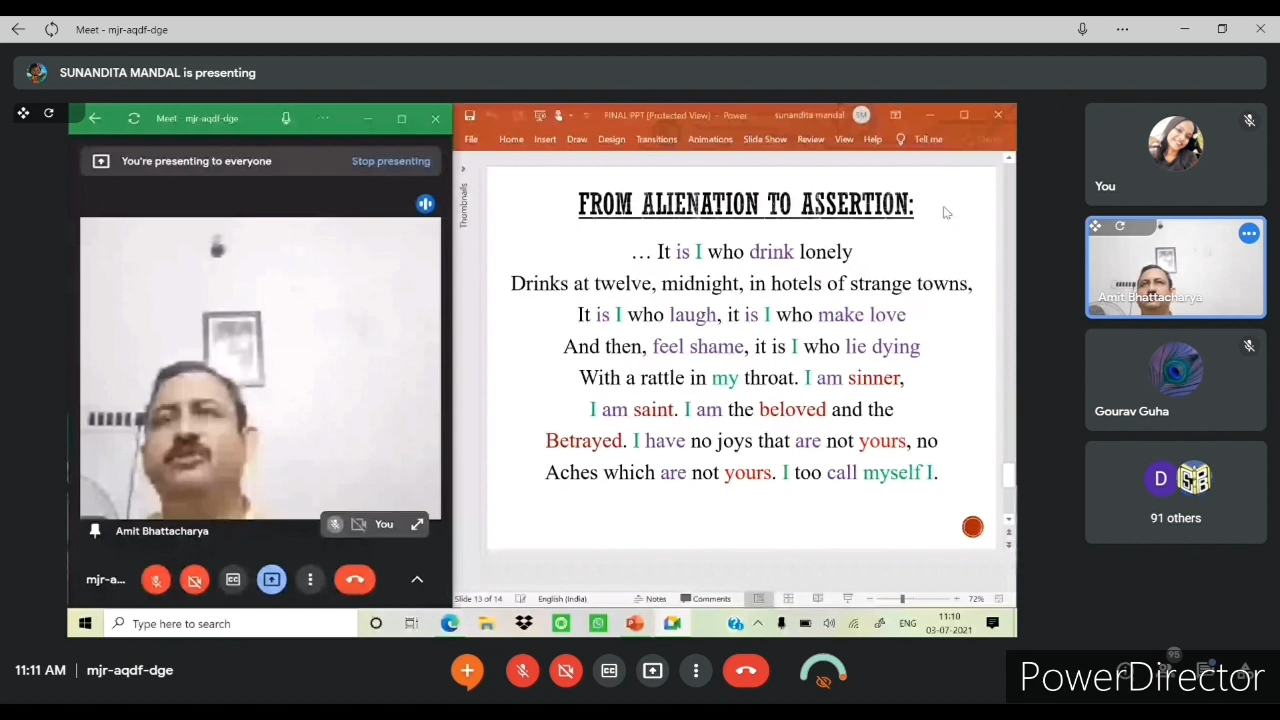 Meet - mjr-aqdf-dge
SUNANDITA MANDAL is presenting
Meet mjr-aqdf-dge
You're presenting to everyone
Stop presenting
Amit Bhattacharya
You
mjr-a...
FINAL PPT [Protected View] - Power
sunandita mandal
SM
File Home Insert Draw Design Transitions Animations Slide Show Review View Help Tell me
Thumbnails
FROM ALIENATION TO ASSERTION:
… It is I who drink lonely
Drinks at twelve, midnight, in hotels of strange towns,
It is I who laugh, it is I who make love
And then, feel shame, it is I who lie dying
With a rattle in my throat. I am sinner,
I am saint. I am the beloved and the
Betrayed. I have no joys that are not yours, no
Aches which are not yours. I too call myself I.
Slide 13 of 14
English (India)
Notes
Comments
72%
Type here to search
ENG
11:10
03-07-2021
You
Amit Bhattacharya
Gourav Guha
D
91 others
11:11 AM
mjr-aqdf-dge
95
PowerDirector